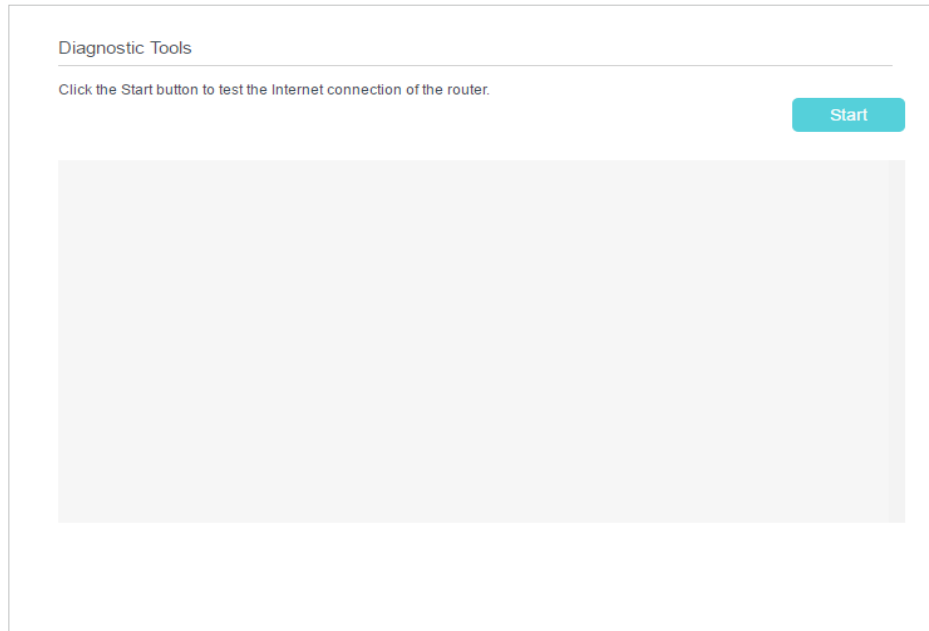 Diagnostic Tools
Click the Start button to test the Internet connection of the router.
Start